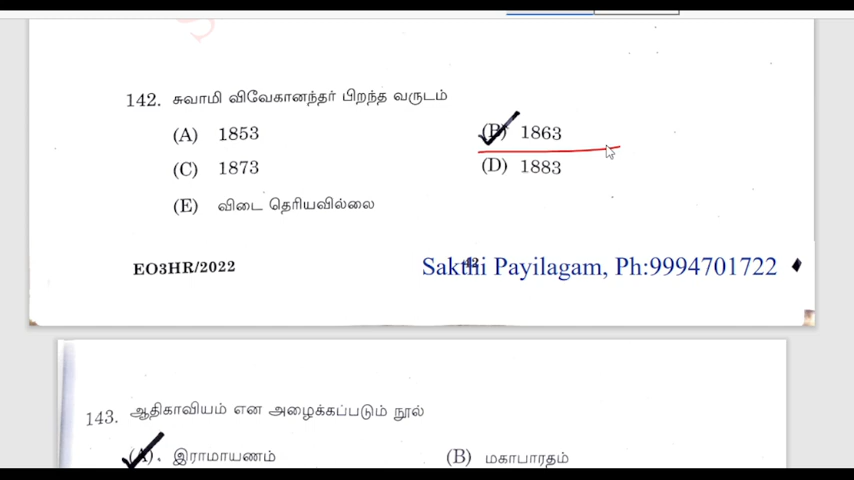 142. சுவாமி விவேகானந்தர் பிறந்த வருடம்
(A) 1853 (B) 1863
(C) 1873 (D) 1883
(E) விடை தெரியவில்லை
EO3HR/2022 Sakthi Payilagam, Ph:9994701722
143. ஆதிகாவியம் என அழைக்கப்படும் நூல்
(A) இராமாயணம் (B) மகாபாரதம்